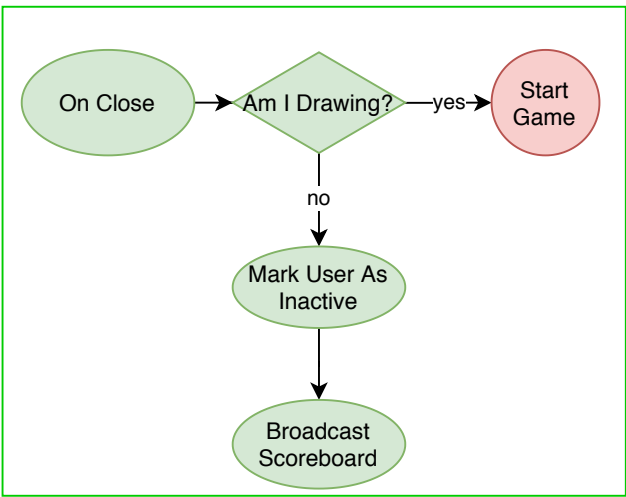 On Close
Am I Drawing?
yes
Start
Game
no
Mark User As
Inactive
Broadcast
Scoreboard